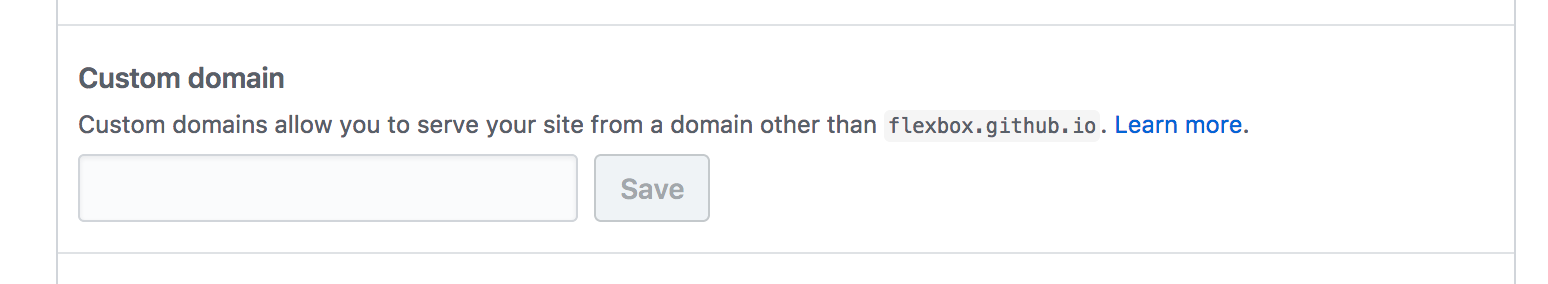 Custom domain
Custom domains allow you to serve your site from a domain other than flexbox.github.io. Learn more.
Save